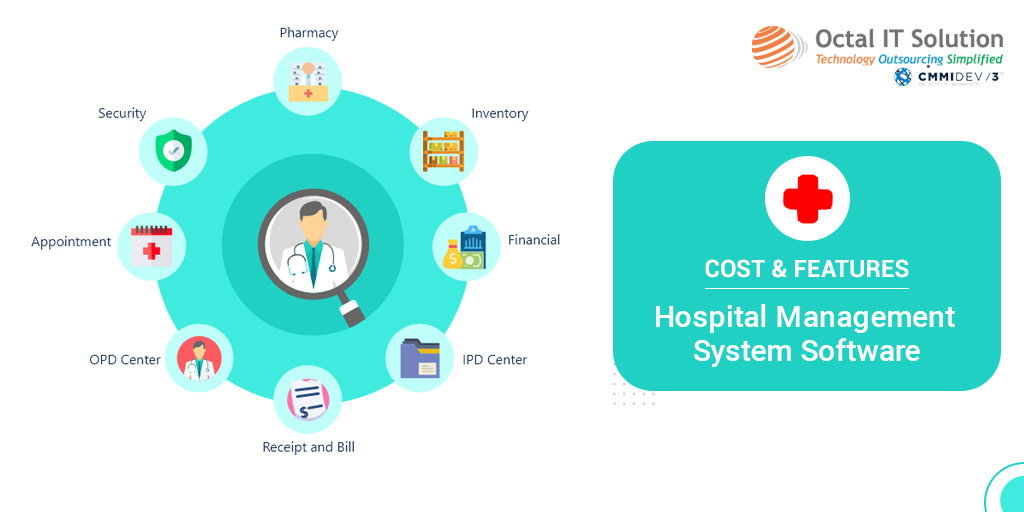 Pharmacy
Security
Inventory
Appointment
Financial
OPD Center
IPD Center
Receipt and Bill
Octal IT Solution
Technology Outsourcing Simplified
CMMIDEV/3
COST & FEATURES
Hospital Management
System Software